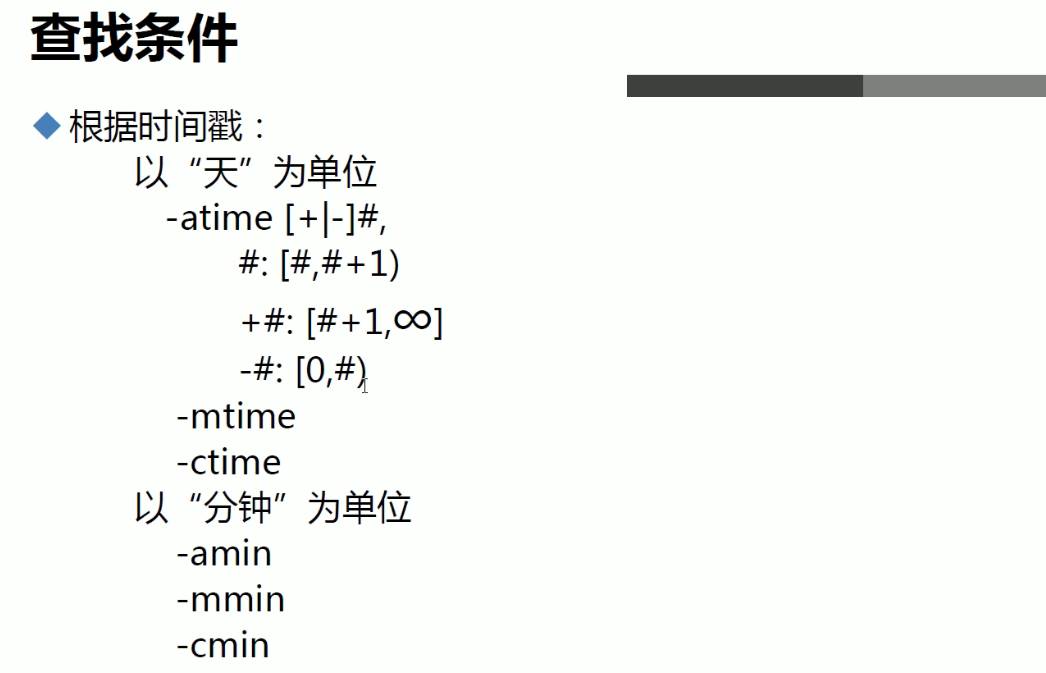 查找条件
根据时间戳：
以“天”为单位
-atime [+|-]#,
#: [#,#+1)
+#: [#+1,∞]
-#: [0,#)
-mtime
-ctime
以“分钟”为单位
-amin
-mmin
-cmin